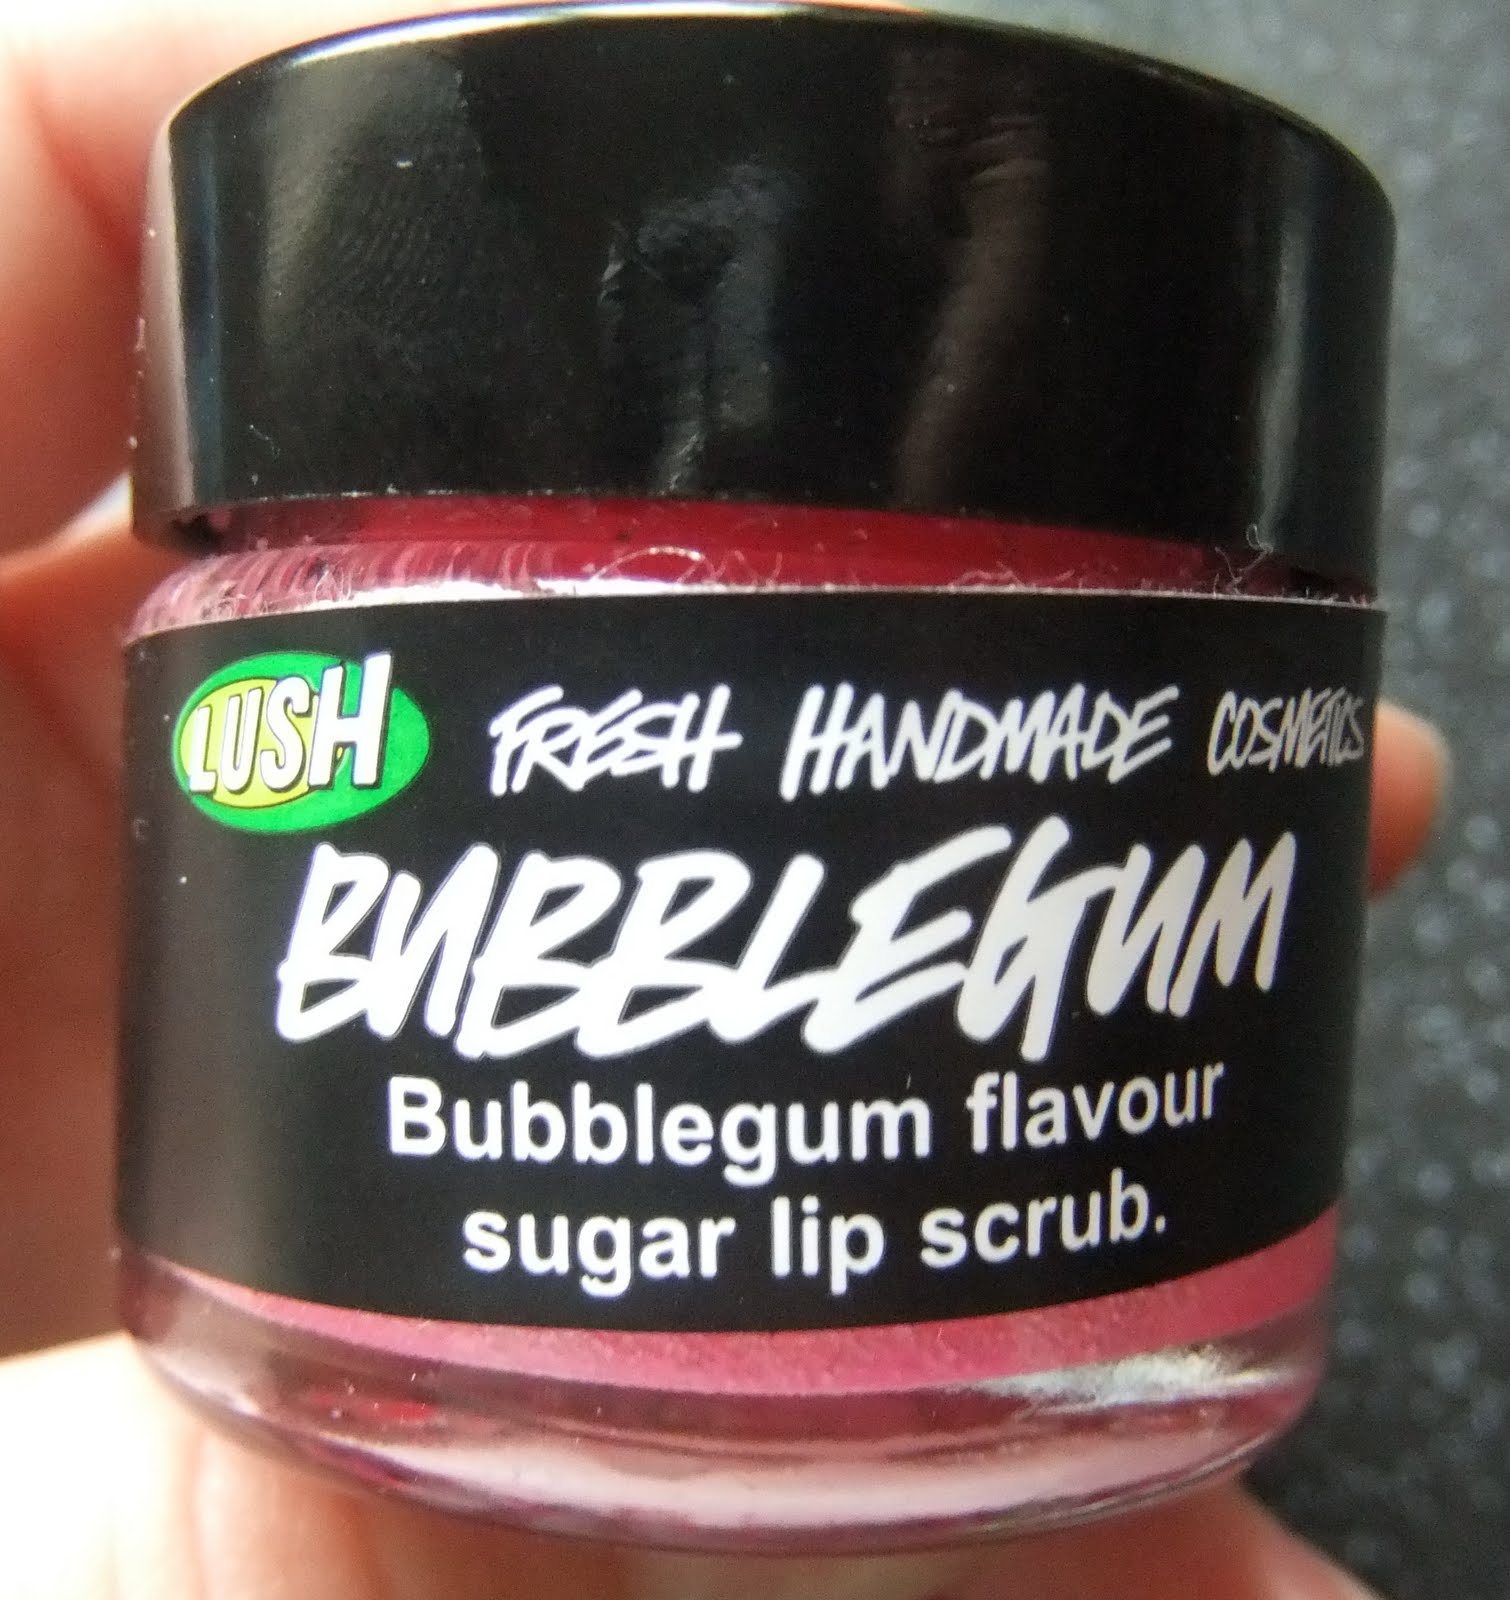 LUSH FRESH HANDMADE COSMETICS
BUBBLEGUM
Bubblegum flavour
sugar lip scrub.